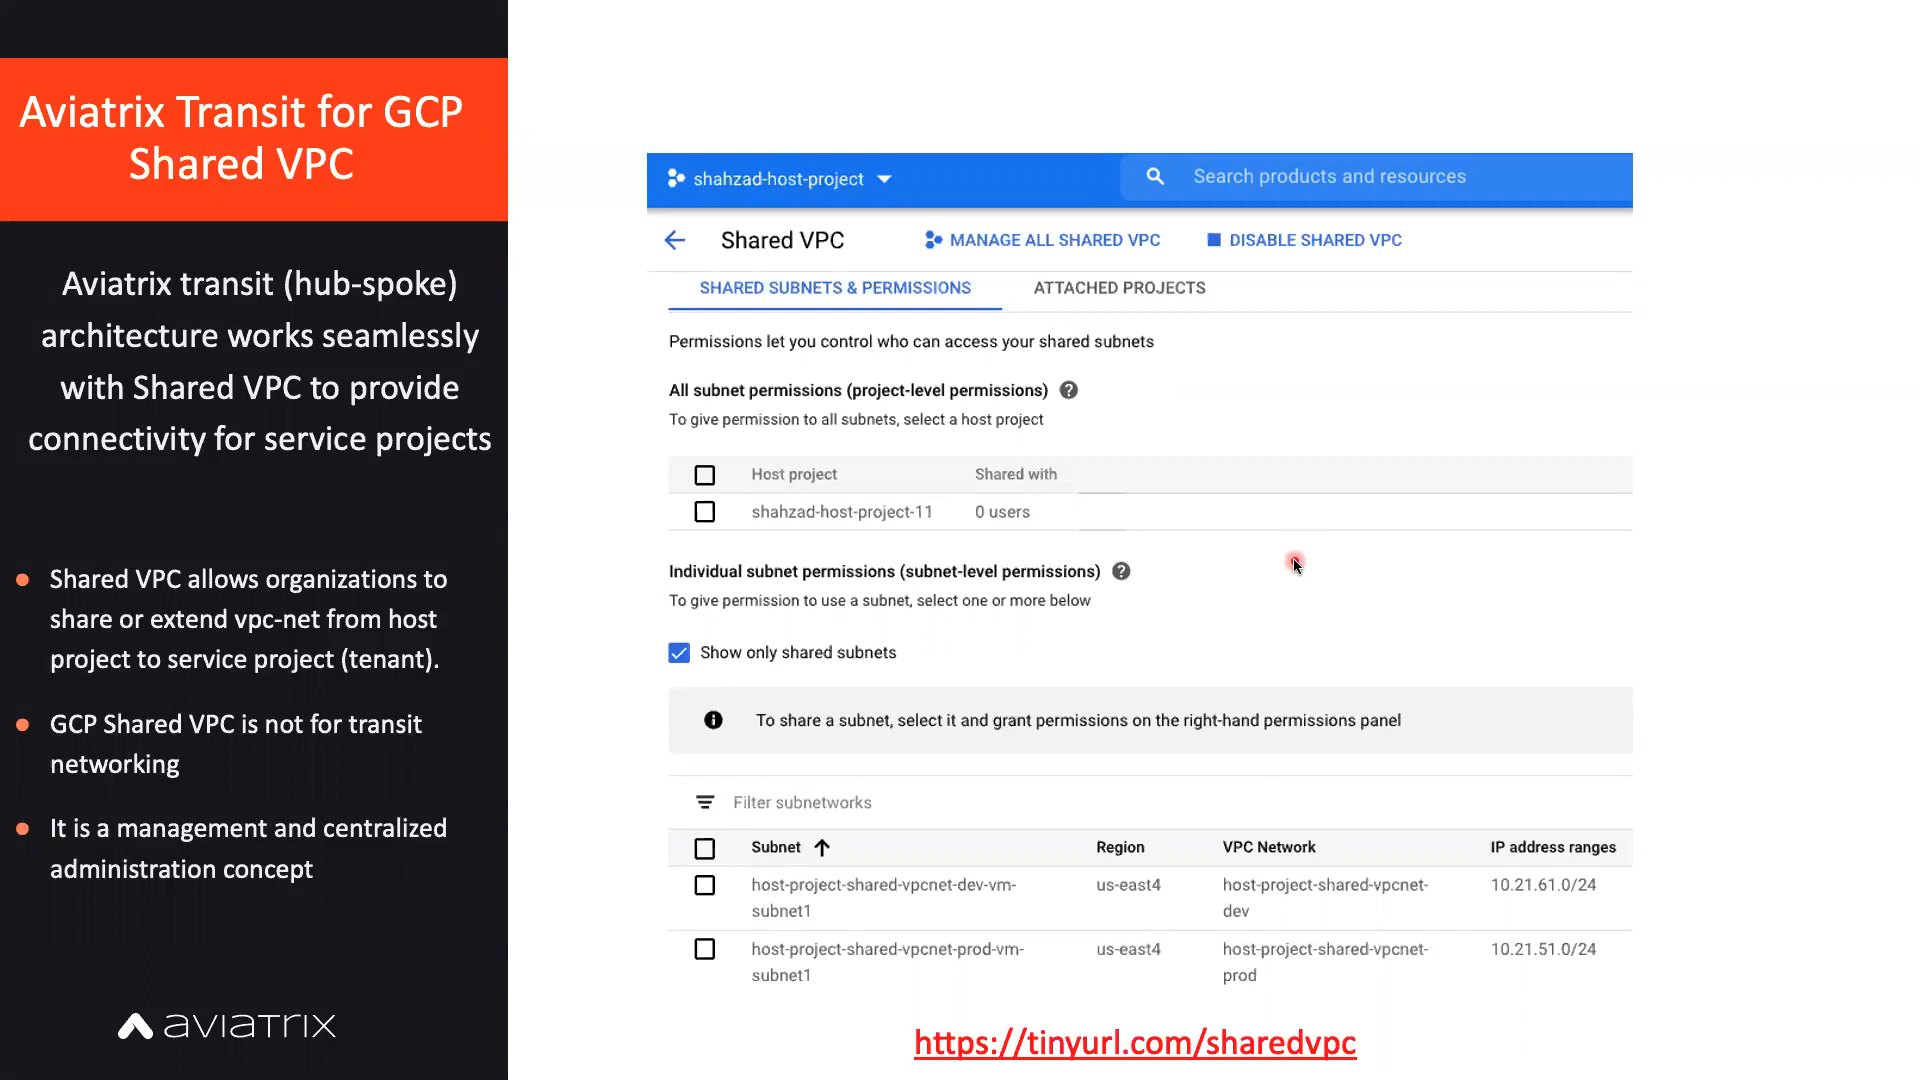 Aviatrix Transit for GCP
Shared VPC
Aviatrix transit (hub-spoke)
architecture works seamlessly
with Shared VPC to provide
connectivity for service projects
Shared VPC allows organizations to
share or extend vpc-net from host
project to service project (tenant).
GCP Shared VPC is not for transit
networking
It is a management and centralized
administration concept
aviatrix
shahzad-host-project
Search products and resources
Shared VPC
MANAGE ALL SHARED VPC
DISABLE SHARED VPC
SHARED SUBNETS & PERMISSIONS
ATTACHED PROJECTS
Permissions let you control who can access your shared subnets
All subnet permissions (project-level permissions)
To give permission to all subnets, select a host project
Host project Shared with
shahzad-host-project-11 0 users
Individual subnet permissions (subnet-level permissions)
To give permission to use a subnet, select one or more below
Show only shared subnets
To share a subnet, select it and grant permissions on the right-hand permissions panel
Filter subnetworks
Subnet Region VPC Network IP address ranges
host-project-shared-vpcnet-dev-vm- us-east4 host-project-shared-vpcnet- 10.21.61.0/24
subnet1 dev
host-project-shared-vpcnet-prod-vm- us-east4 host-project-shared-vpcnet- 10.21.51.0/24
subnet1 prod
https://tinyurl.com/sharedvpc